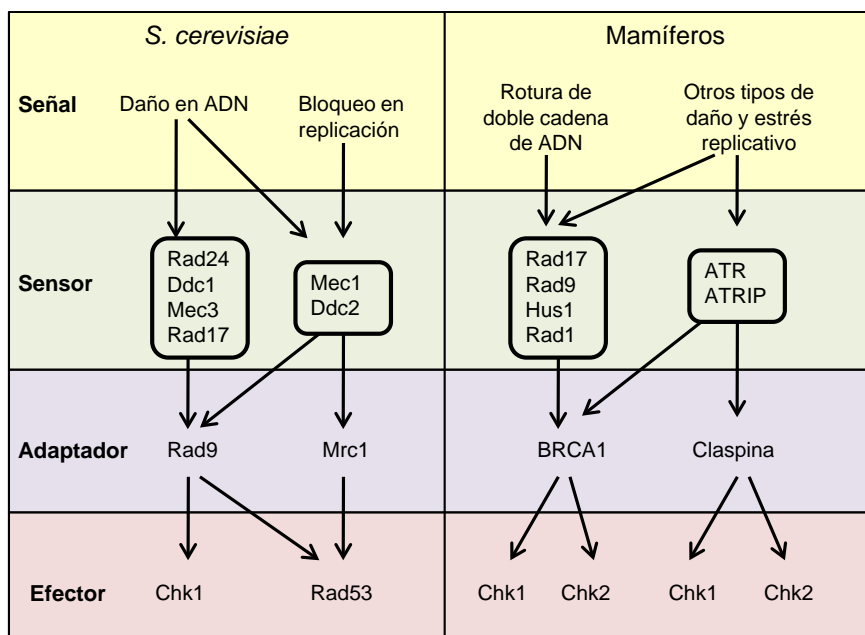 S. cerevisiae
Mamíferos
Señal
Daño en ADN
Bloqueo en
replicación
Rotura de
doble cadena
de ADN
Otros tipos de
daño y estrés
replicativo
Sensor
Rad24
Ddc1
Mec3
Rad17
Mec1
Ddc2
Rad17
Rad9
Hus1
Rad1
ATR
ATRIP
Adaptador
Rad9
Mrc1
BRCA1
Claspina
Efector
Chk1
Rad53
Chk1
Chk2
Chk1
Chk2